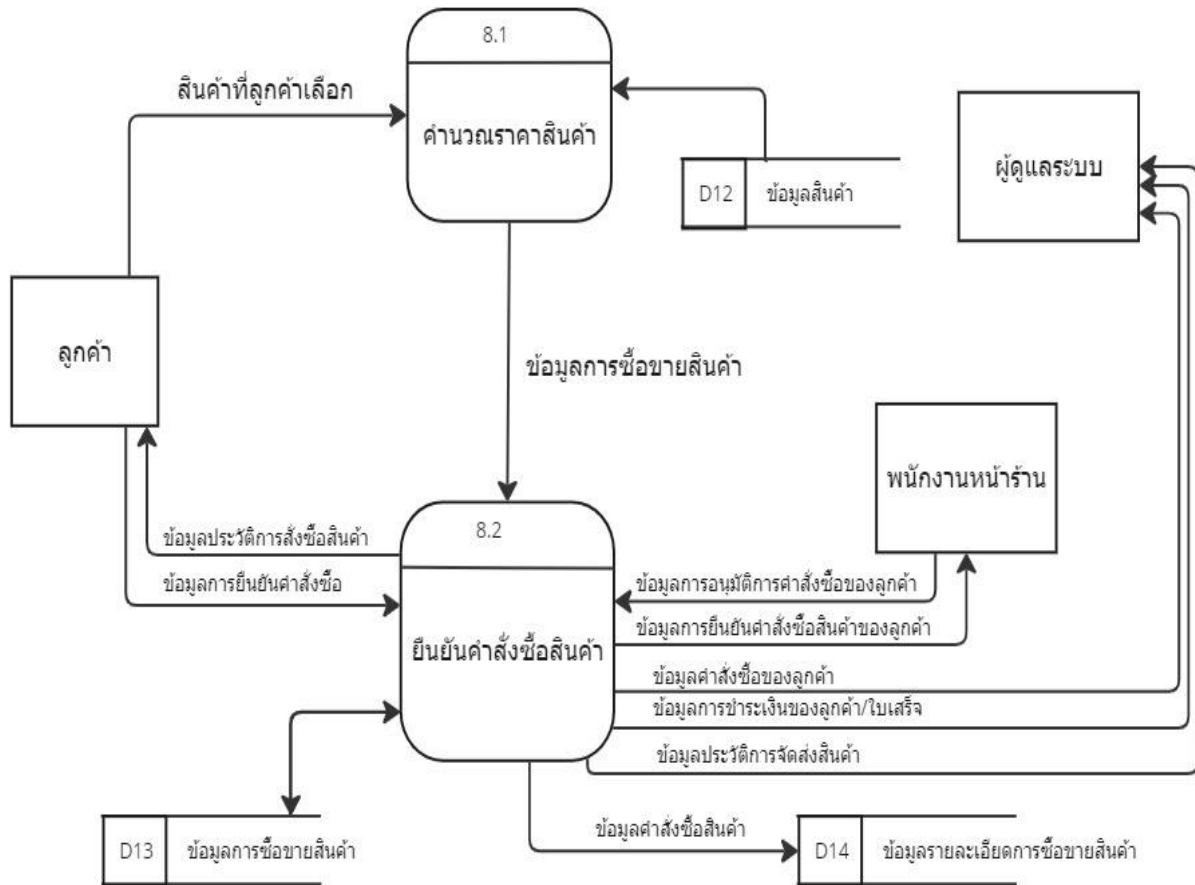 8.1
สินค้าที่ลูกค้าเลือก
คำนวณราคาสินค้า
D12
ข้อมูลสินค้า
ผู้ดูแลระบบ
ลูกค้า
ข้อมูลการซื้อขายสินค้า
พนักงานหน้าร้าน
8.2
ข้อมูลประวัติการสั่งซื้อสินค้า
ข้อมูลการยืนยันคำสั่งซื้อ
ยืนยันคำสั่งซื้อสินค้า
ข้อมูลการอนุมัติการคำสั่งซื้อของลูกค้า
ข้อมูลการยืนยันคำสั่งซื้อสินค้าของลูกค้า
ข้อมูลคำสั่งซื้อของลูกค้า
ข้อมูลการชำระเงินของลูกค้า/ใบเสร็จ
ข้อมูลประวัติการจัดส่งสินค้า
D13
ข้อมูลการซื้อขายสินค้า
ข้อมูลคำสั่งซื้อสินค้า
D14
ข้อมูลรายละเอียดการซื้อขายสินค้า